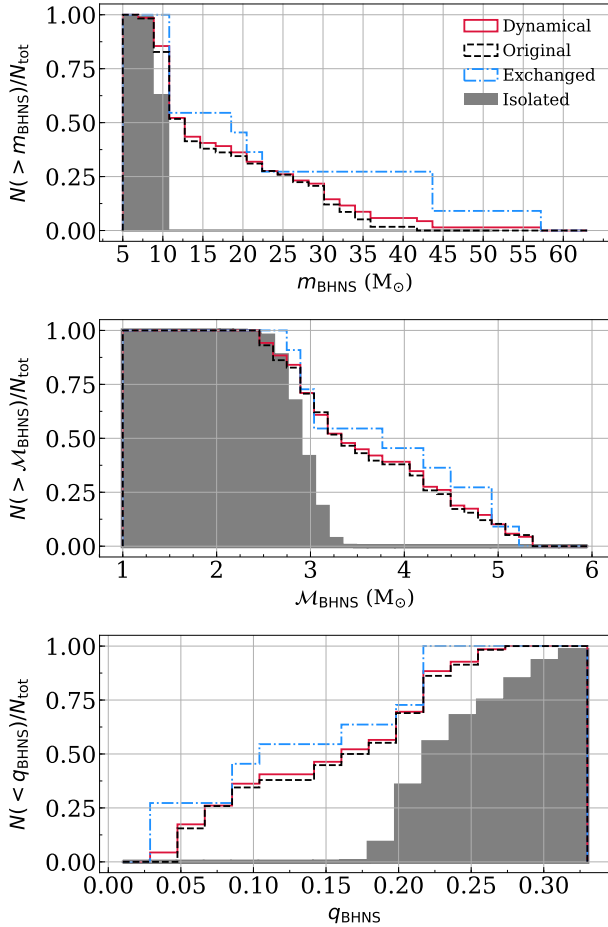 N(> m_BHNS)/N_tot
1.00
0.75
0.50
0.25
0.00
Dynamical
Original
Exchanged
Isolated
5 10 15 20 25 30 35 40 45 50 55 60
m_BHNS (M_⊙)
N(> ℳ_BHNS)/N_tot
1.00
0.75
0.50
0.25
0.00
1 2 3 4 5 6
ℳ_BHNS (M_⊙)
N(< q_BHNS)/N_tot
1.00
0.75
0.50
0.25
0.00
0.00 0.05 0.10 0.15 0.20 0.25 0.30
q_BHNS